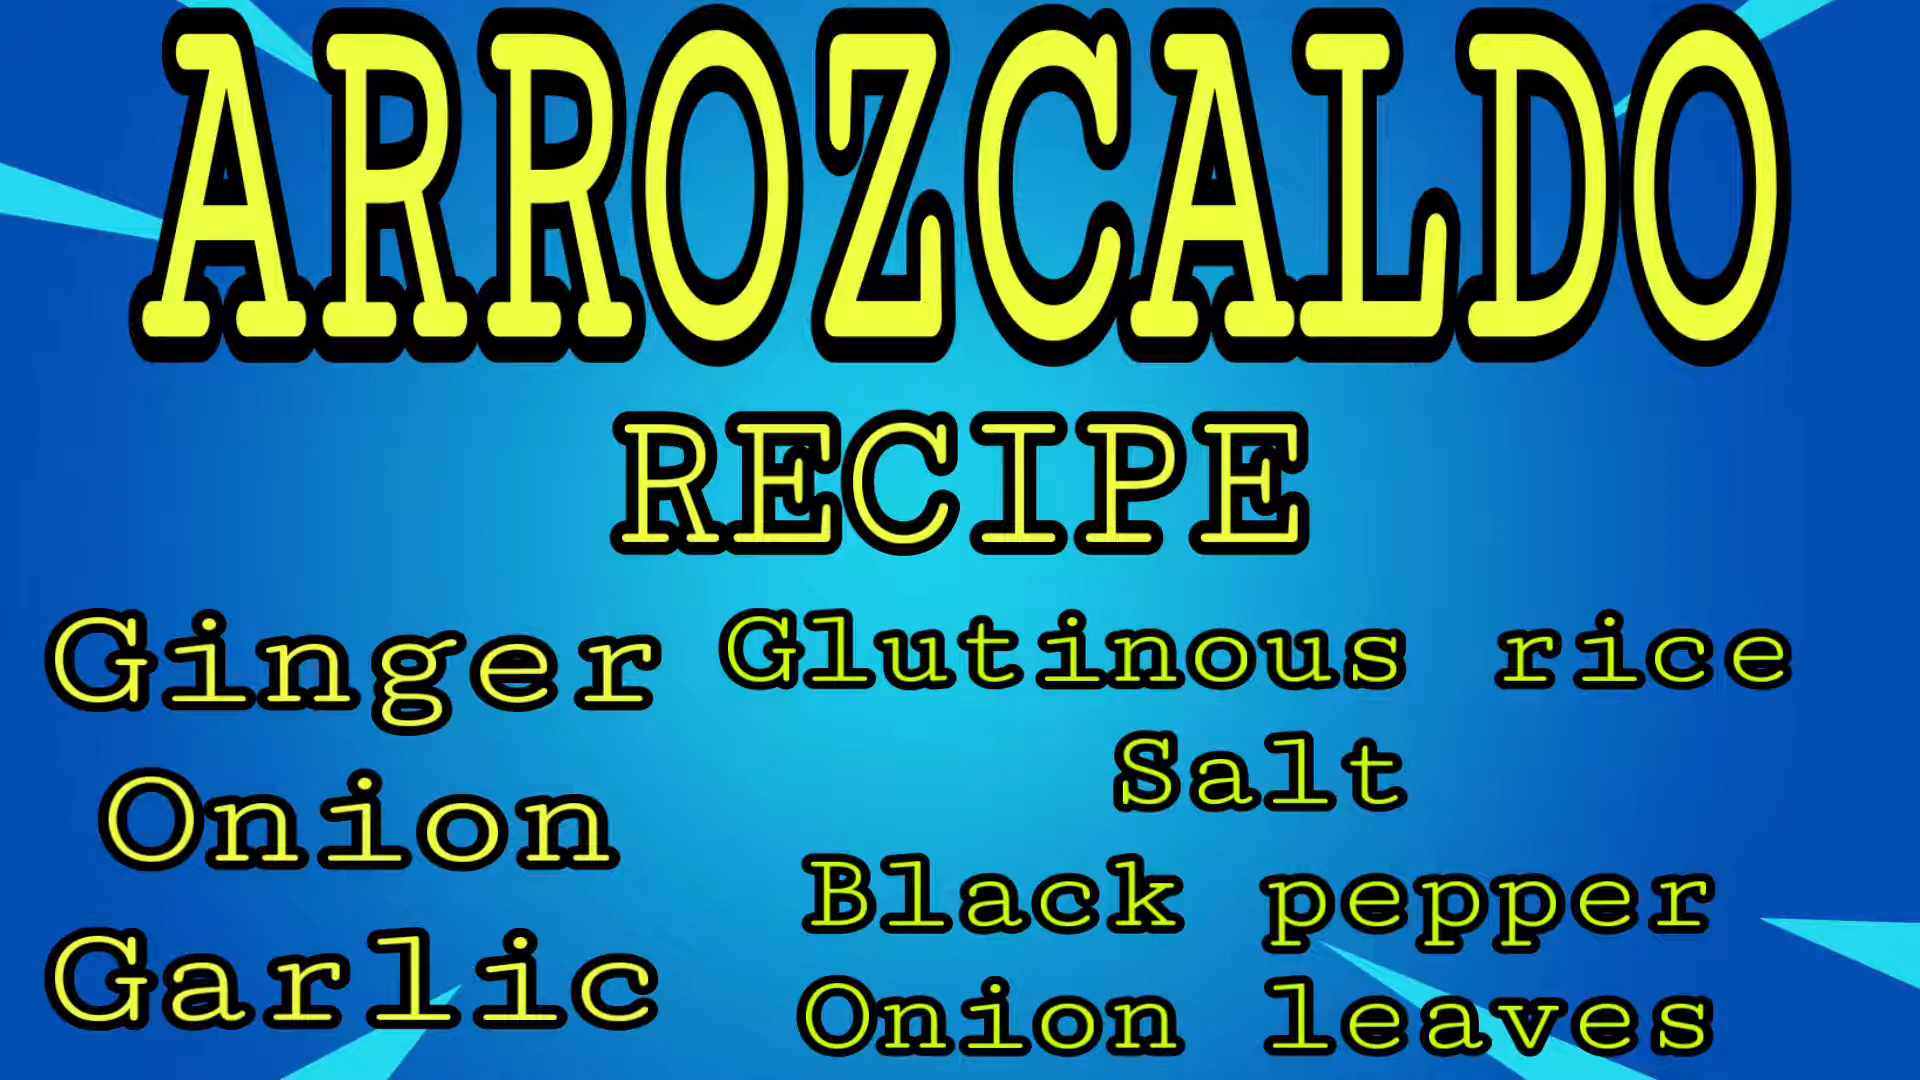 ARROZCALDO
RECIPE
Ginger
Onion
Garlic
Glutinous rice
Salt
Black pepper
Onion leaves